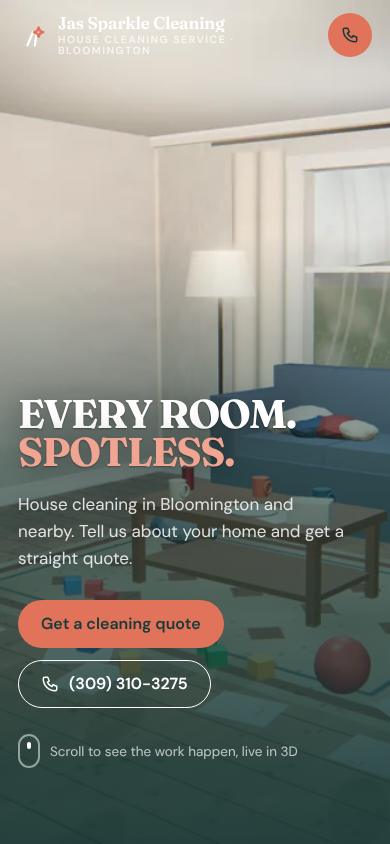 Jas Sparkle Cleaning
HOUSE CLEANING SERVICE ·
BLOOMINGTON
EVERY ROOM.
SPOTLESS.
House cleaning in Bloomington and
nearby. Tell us about your home and get a
straight quote.
Get a cleaning quote
(309) 310-3275
Scroll to see the work happen, live in 3D